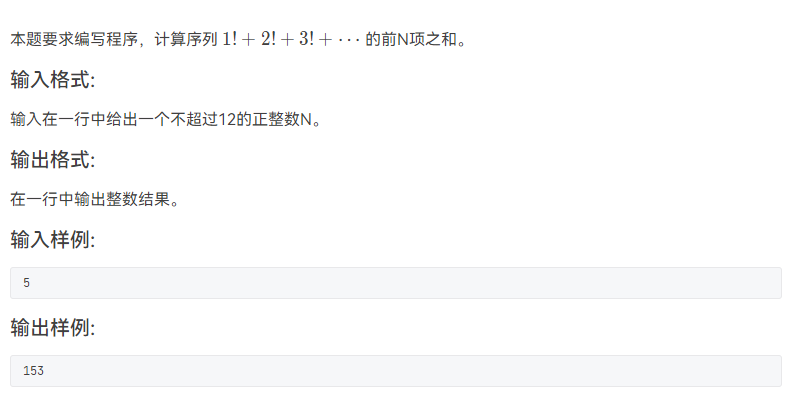 本题要求编写程序，计算序列 1! + 2! + 3! + ⋯ 的前N项之和。
输入格式:
输入在一行中给出一个不超过12的正整数N。
输出格式:
在一行中输出整数结果。
输入样例:
5
输出样例:
153